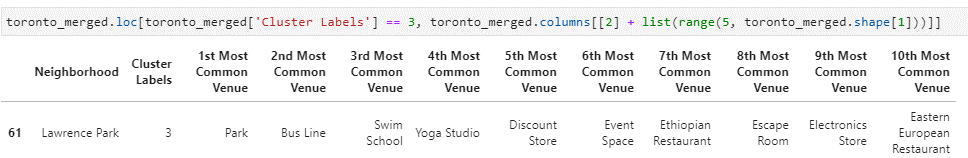 toronto_merged.loc[toronto_merged['Cluster Labels'] == 3, toronto_merged.columns[[2] + list(range(5, toronto_merged.shape[1]))]]
Neighborhood Cluster Labels 1st Most Common Venue 2nd Most Common Venue 3rd Most Common Venue 4th Most Common Venue 5th Most Common Venue 6th Most Common Venue 7th Most Common Venue 8th Most Common Venue 9th Most Common Venue 10th Most Common Venue
61 Lawrence Park 3 Park Bus Line Swim School Yoga Studio Discount Store Event Space Ethiopian Restaurant Escape Room Electronics Store Eastern European Restaurant